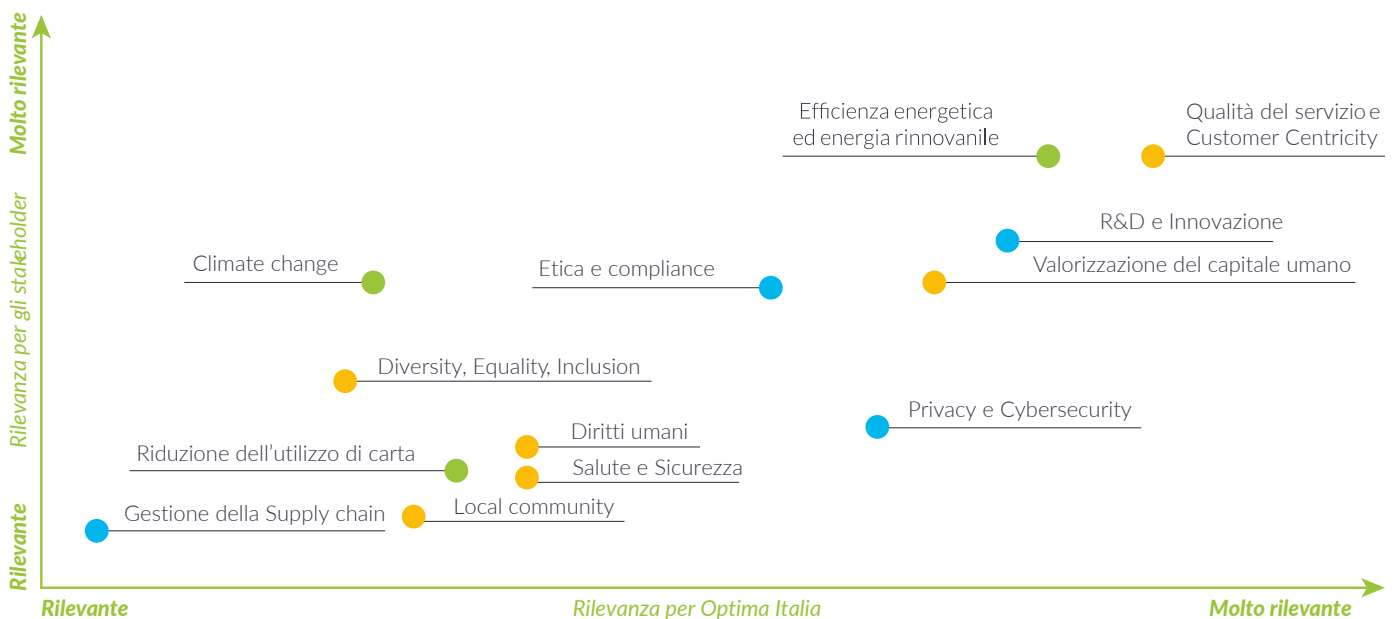 Molto rilevante
Rilevanza per gli stakeholder
Rilevante
Efficienza energetica
ed energia rinnovanile
Qualità del servizio e
Customer Centricity
R&D e Innovazione
Climate change
Etica e compliance
Valorizzazione del capitale umano
Diversity, Equality, Inclusion
Privacy e Cybersecurity
Diritti umani
Riduzione dell'utilizzo di carta
Salute e Sicurezza
Gestione della Supply chain
Local community
Rilevante
Rilevanza per Optima Italia
Molto rilevante